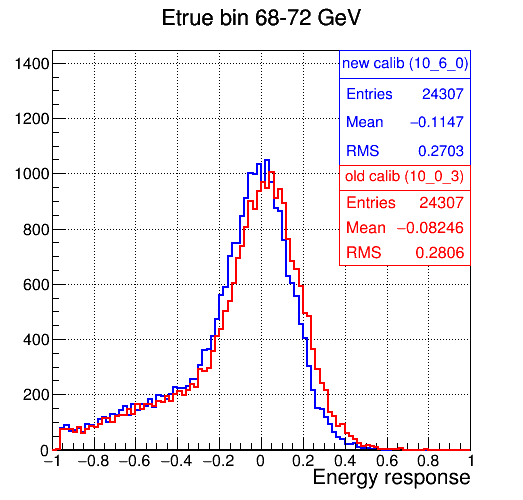 Etrue bin 68-72 GeV
new calib (10_6_0)
Entries 24307
Mean −0.1147
RMS 0.2703
old calib (10_0_3)
Entries 24307
Mean −0.08246
RMS 0.2806
1400
1200
1000
800
600
400
200
0
−1 −0.8 −0.6 −0.4 −0.2 0 0.2 0.4 0.6 0.8 1
Energy response